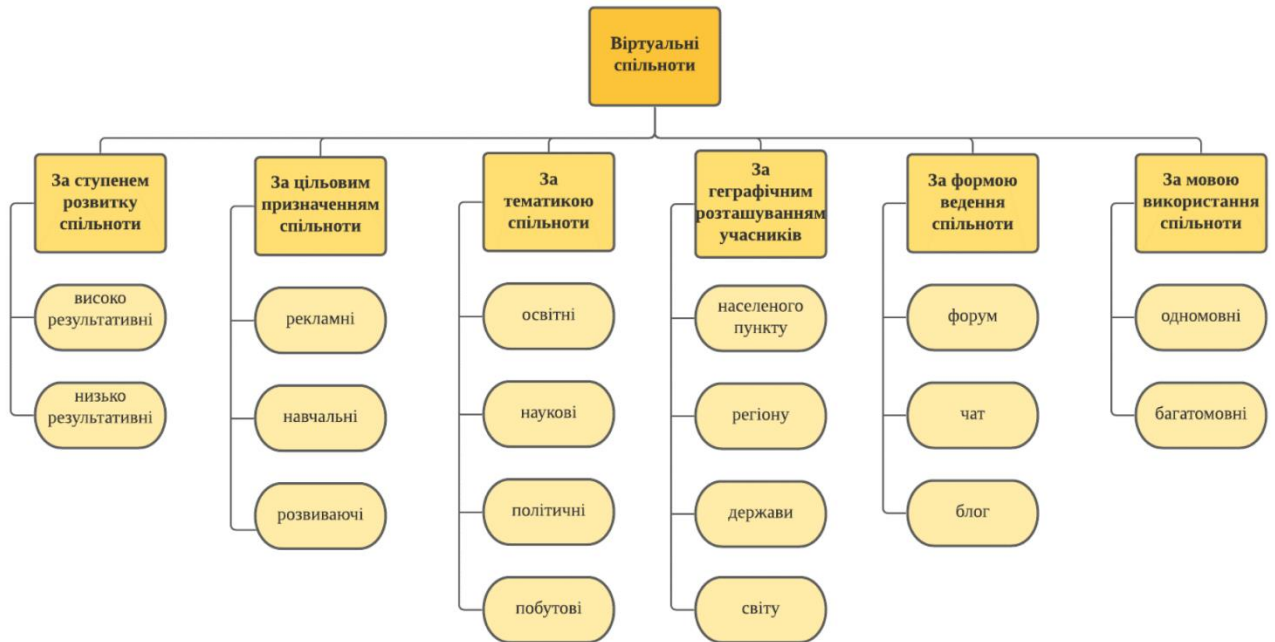 Віртуальні
спільноти
За ступенем
розвитку
спільноти
високо
результативні
низько
результативні
За цільовим
призначенням
спільноти
рекламні
навчальні
розвиваючі
За
тематикою
спільноти
освітні
наукові
політичні
побутові
За
геграфічним
розташуванням
учасників
населеного
пункту
регіону
держави
світу
За формою
ведення
спільноти
форум
чат
блог
За мовою
використання
спільноти
одномовні
багатомовні